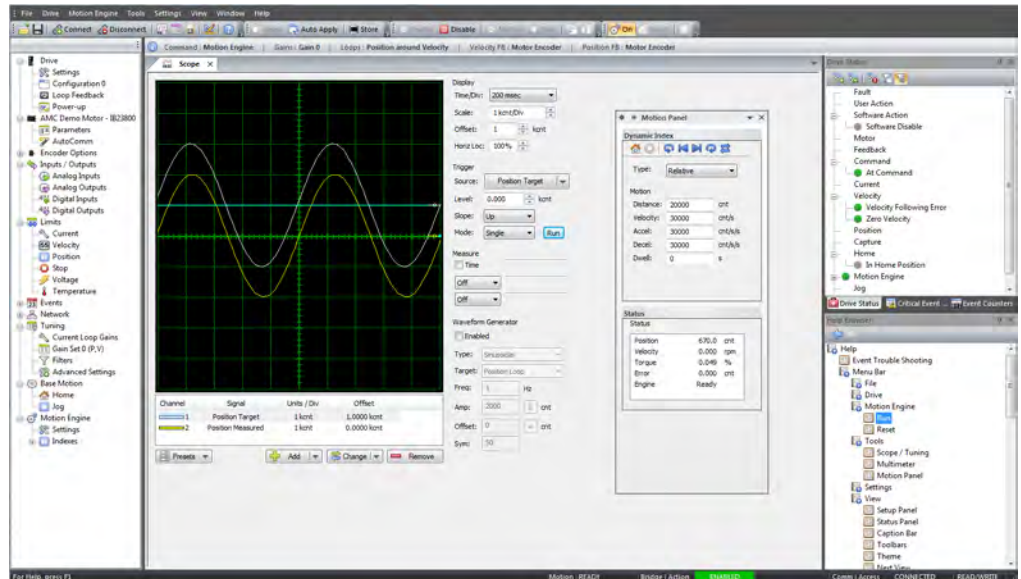 File Drive Motion Engine Tools Settings View Window Help
Connect Disconnect Auto Apply Store Disable On
Command: Motion Engine | Gains: Gain 0 | Loops: Position around Velocity | Velocity FB: Motor Encoder | Position FB: Motor Encoder
Drive
Settings
Configuration 0
Loop Feedback
Power-up
AMC Demo Motor - IB23800
Parameters
AutoComm
Encoder Options
Inputs / Outputs
Analog Inputs
Analog Outputs
Digital Inputs
Digital Outputs
Limits
Current
Velocity
Position
Stop
Voltage
Temperature
Events
Network
Tuning
Current Loop Gains
Gain Set 0 (P,V)
Filters
Advanced Settings
Base Motion
Home
Jog
Motion Engine
Settings
Indexes
Scope
Display
Time/Div: 200 msec
Scale: 1 kcnt/Div
Offset: 1 kcnt
Horiz Loc: 100%
Trigger
Source: Position Target
Level: 0.000 kcnt
Slope: Up
Mode: Single Run
Measure
Time
Off
Off
Waveform Generator
Enabled
Type: Sinusoidal
Target: Position Loop
Freq: 1 Hz
Amp: 2000 cnt
Offset: 0 cnt
Sym: 50
Channel Signal Units / Div Offset
1 Position Target 1 kcnt 1.0000 kcnt
2 Position Measured 1 kcnt 0.0000 kcnt
Presets Add Change Remove
Motion Panel
Dynamic Index
Type: Relative
Motion
Distance: 20000 cnt
Velocity: 30000 cnt/s
Accel: 30000 cnt/s/s
Decel: 30000 cnt/s/s
Dwell: 0 s
Status
Status
Position 670.0 cnt
Velocity 0.000 rpm
Torque 0.049 %
Error 0.000 cnt
Engine Ready
Drive Status
Fault
User Action
Software Action
Software Disable
Motor
Feedback
Command
At Command
Current
Velocity
Velocity Following Error
Zero Velocity
Position
Capture
Home
In Home Position
Motion Engine
Jog
Drive Status Critical Event ... Event Counters
Help Browser
Help
Event Trouble Shooting
Menu Bar
File
Drive
Motion Engine
Run
Reset
Tools
Scope / Tuning
Multimeter
Motion Panel
Settings
View
Setup Panel
Status Panel
Caption Bar
Toolbars
Theme
Next View
For Help, press F1 Motion : READY Bridge | Action ENABLED Comm | Access CONNECTED READ/WRITE